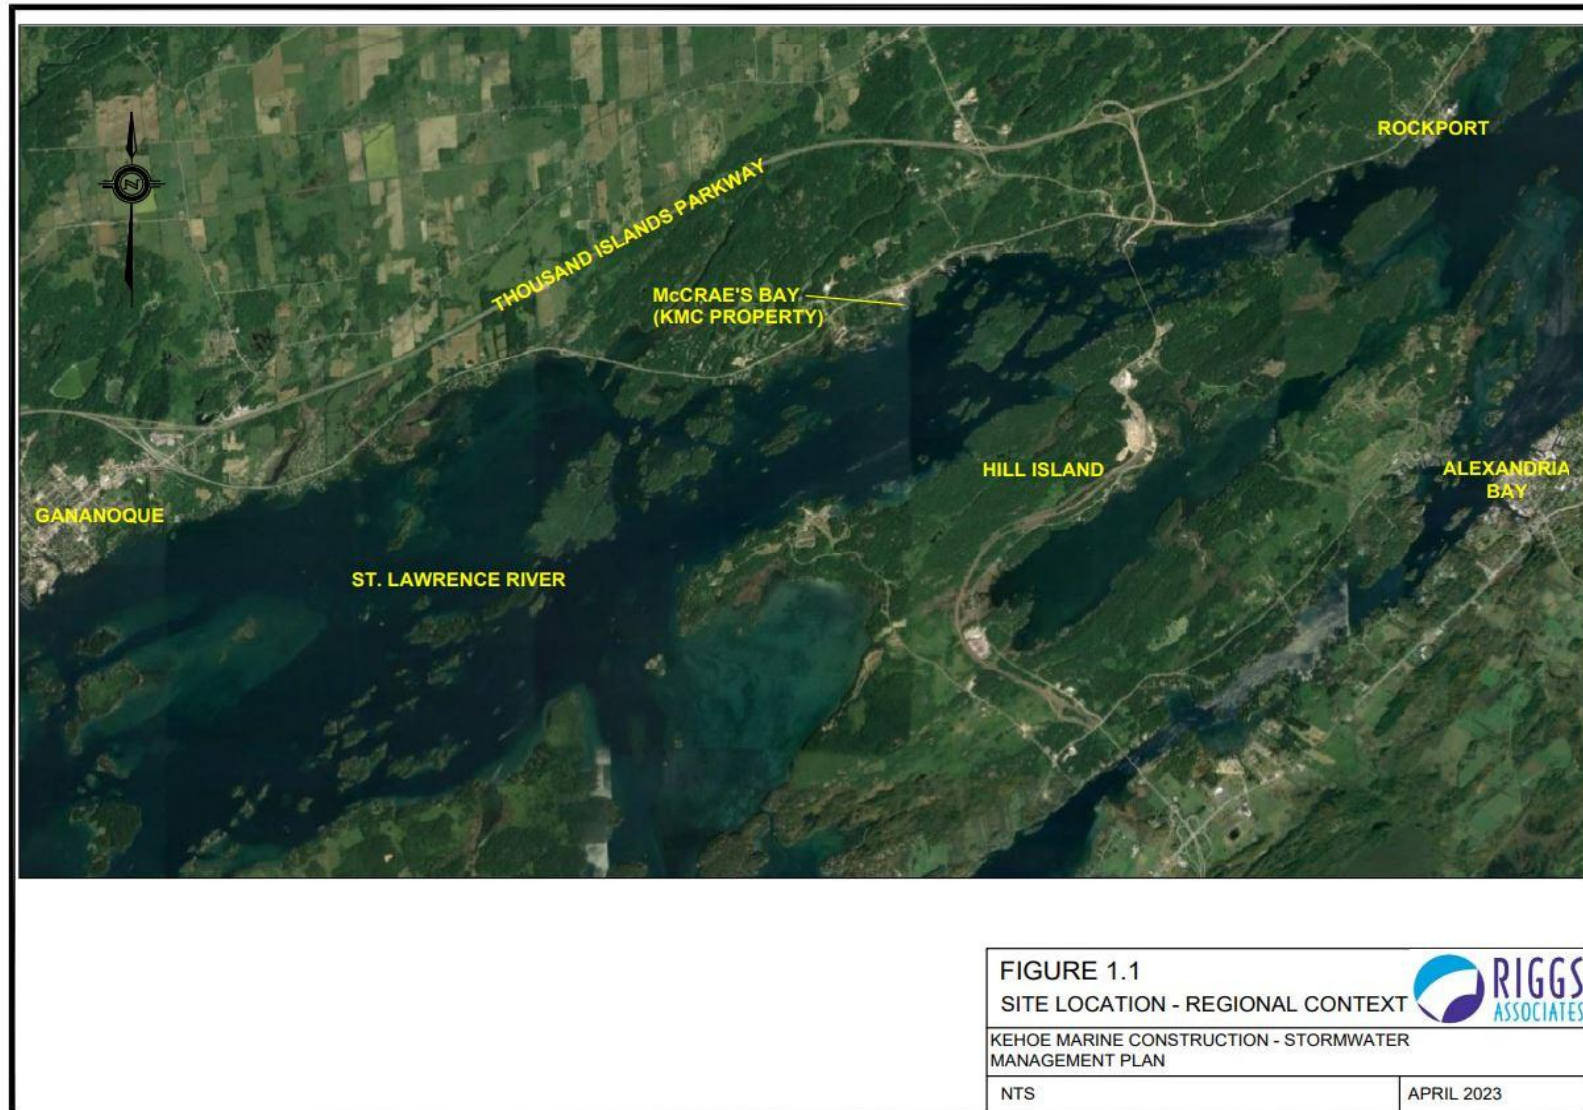 ROCKPORT
THOUSAND ISLANDS PARKWAY
McCRAE'S BAY
(KMC PROPERTY)
HILL ISLAND
ALEXANDRIA
BAY
GANANOQUE
ST. LAWRENCE RIVER
N
FIGURE 1.1
SITE LOCATION - REGIONAL CONTEXT
RIGGS
ASSOCIATES
KEHOE MARINE CONSTRUCTION - STORMWATER
MANAGEMENT PLAN
NTS
APRIL 2023